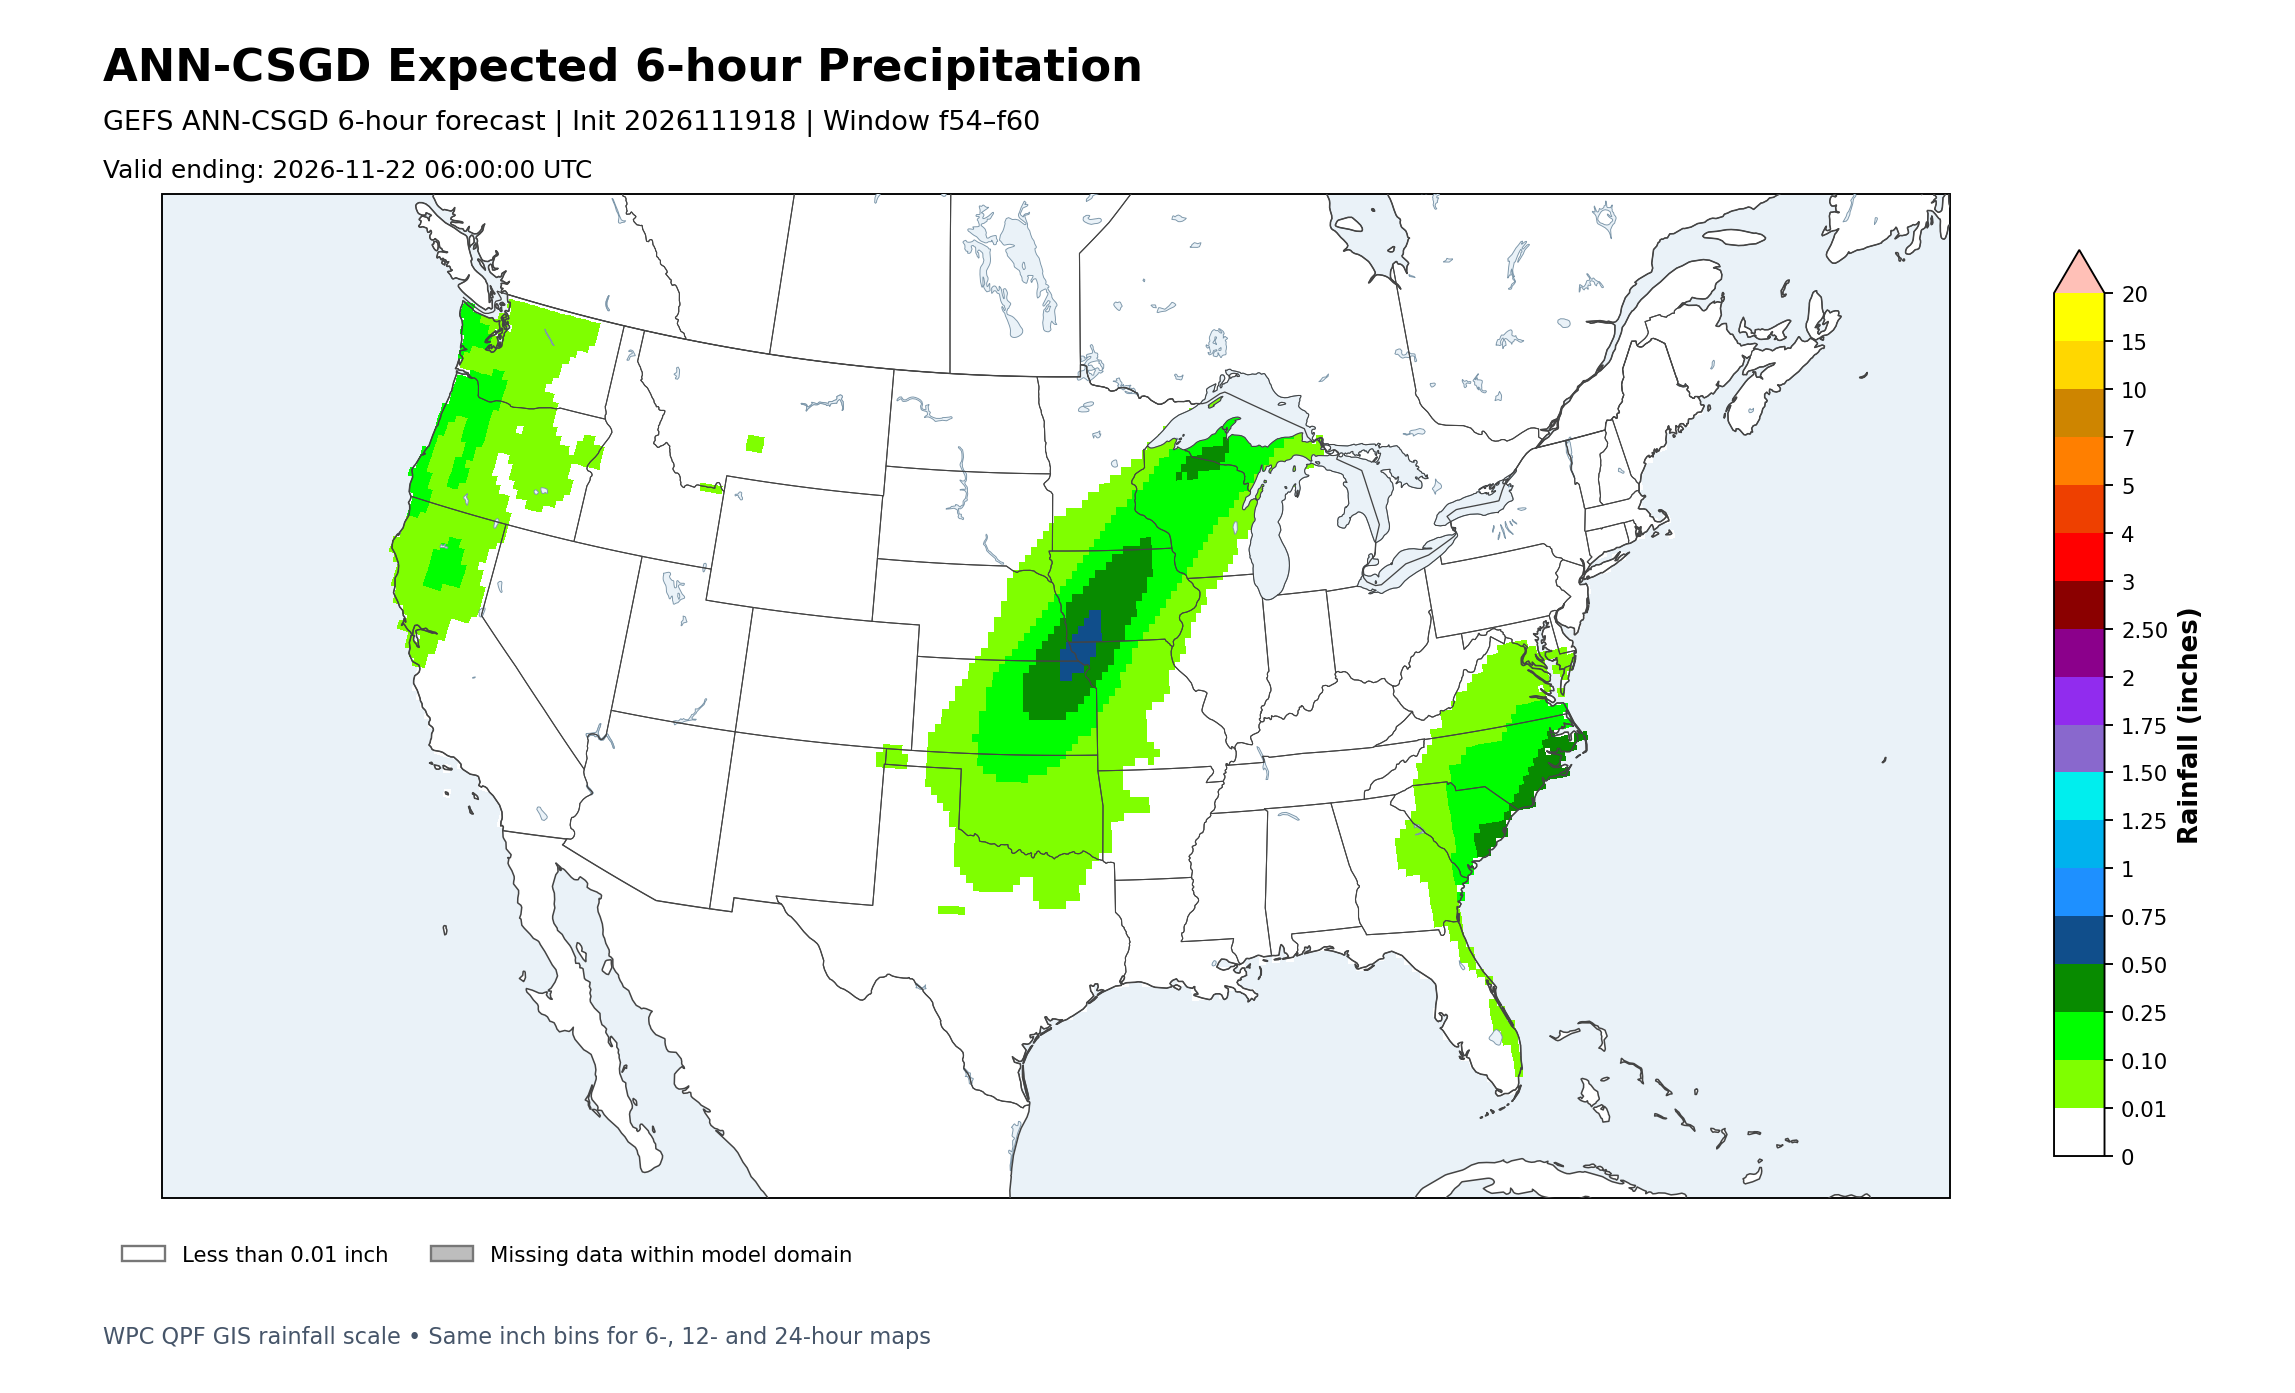 ANN-CSGD Expected 6-hour Precipitation
GEFS ANN-CSGD 6-hour forecast | Init 2026111918 | Window f54–f60
Valid ending: 2026-11-22 06:00:00 UTC
20
15
10
7
5
4
3
2.50
2
1.75
1.50
1.25
1
0.75
0.50
0.25
0.10
0.01
0
Rainfall (inches)
Less than 0.01 inch
Missing data within model domain
WPC QPF GIS rainfall scale • Same inch bins for 6-, 12- and 24-hour maps